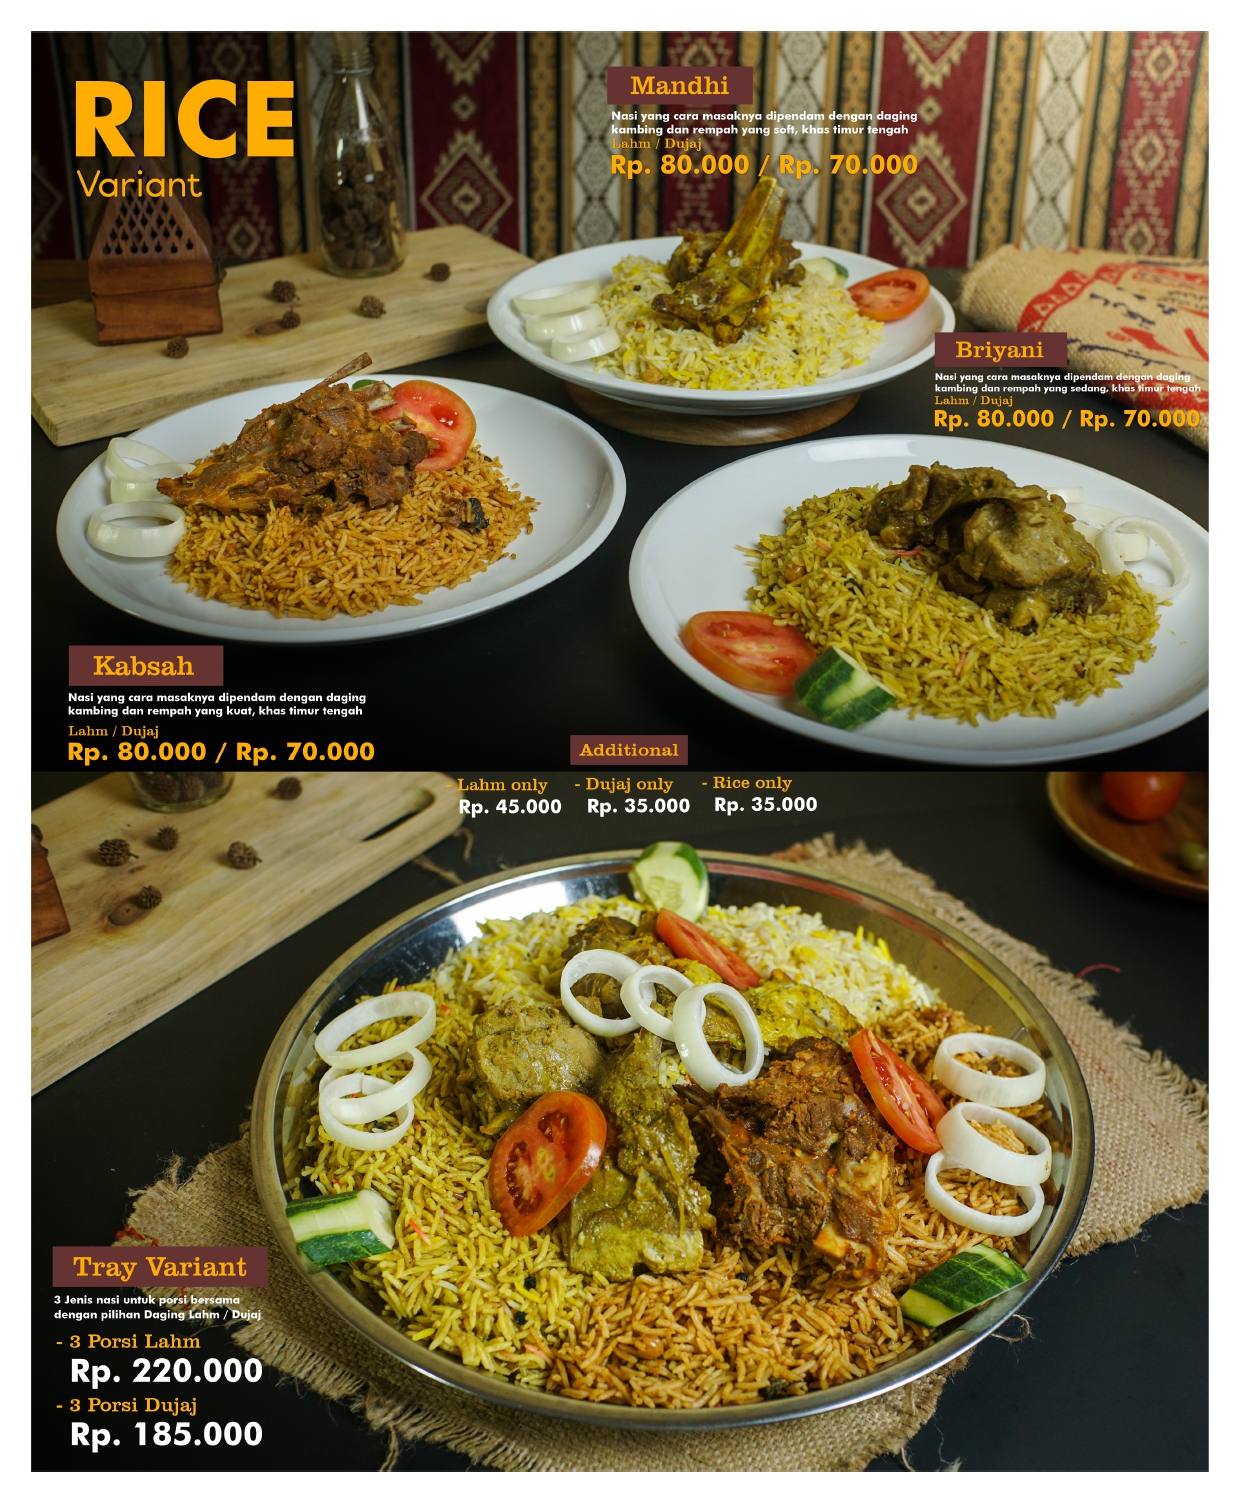 RICE
Variant
Mandhi
Nasi yang cara masaknya dipendam dengan daging
kambing dan rempah yang soft, khas timur tengah
Lahm / Dujaj
Rp. 80.000 / Rp. 70.000
Briyani
Nasi yang cara masaknya dipendam dengan daging
kambing dan rempah yang sedang, khas timur tengah
Lahm / Dujaj
Rp. 80.000 / Rp. 70.000
Kabsah
Nasi yang cara masaknya dipendam dengan daging
kambing dan rempah yang kuat, khas timur tengah
Lahm / Dujaj
Rp. 80.000 / Rp. 70.000
Additional
- Lahm only - Dujaj only - Rice only
Rp. 45.000 Rp. 35.000 Rp. 35.000
Tray Variant
3 Jenis nasi untuk porsi bersama
dengan pilihan Daging Lahm / Dujaj
- 3 Porsi Lahm
Rp. 220.000
- 3 Porsi Dujaj
Rp. 185.000